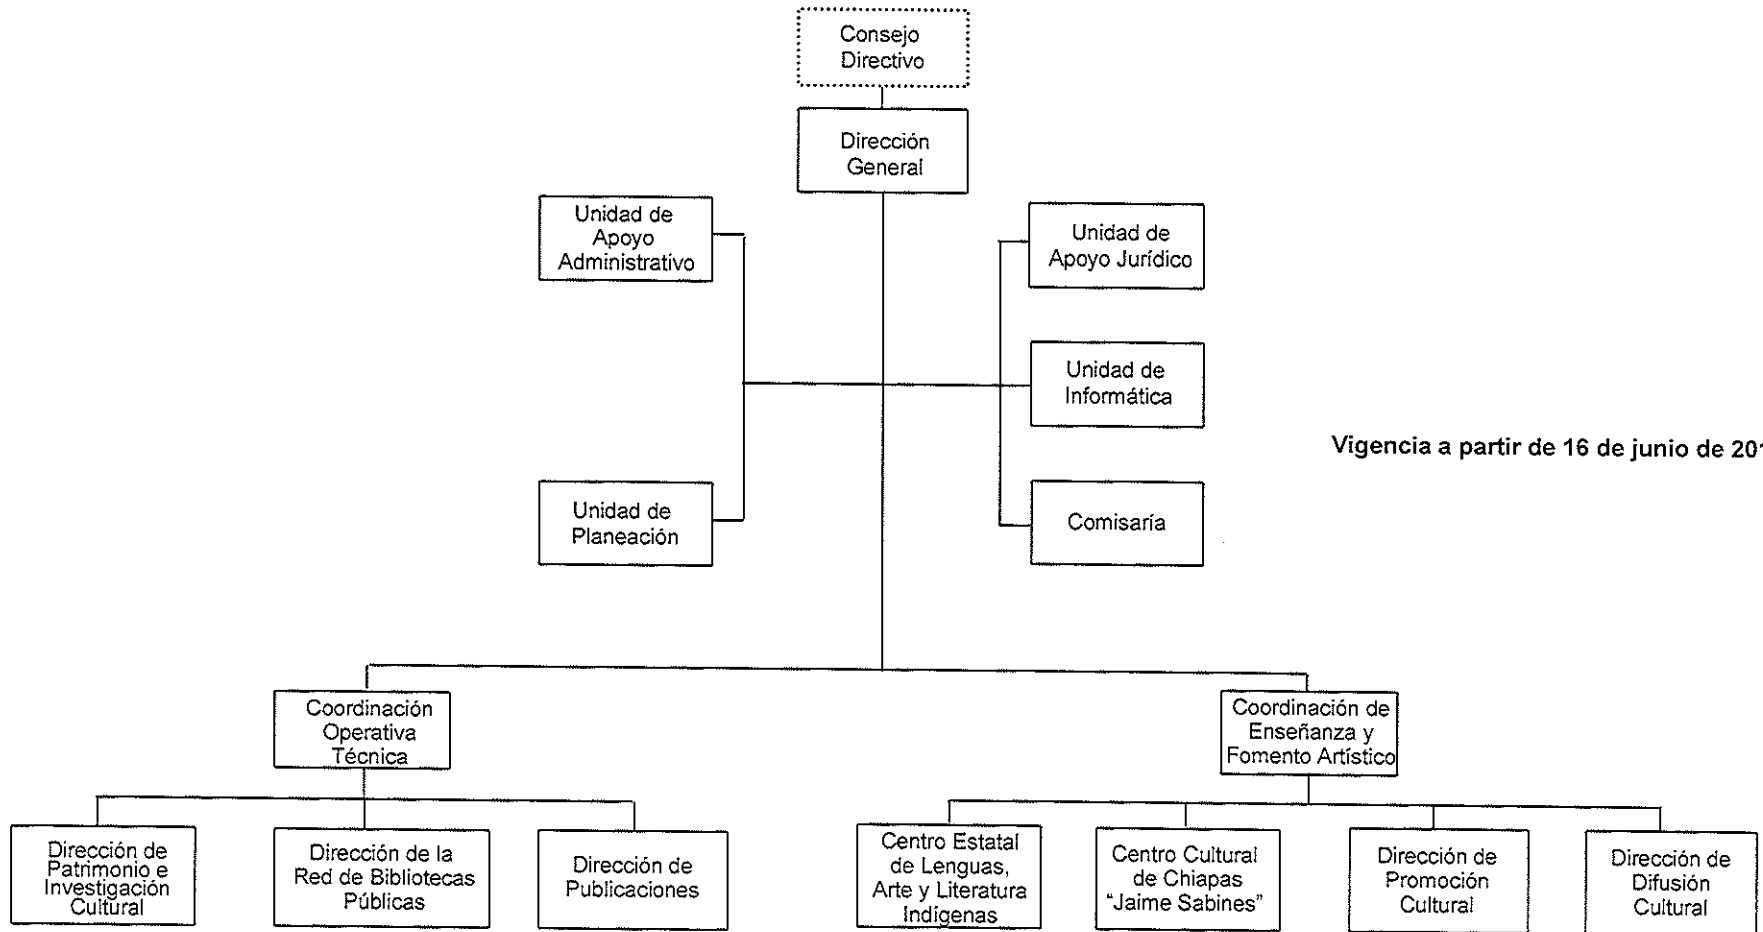 Consejo
Directivo
Dirección
General
Unidad de
Apoyo
Administrativo
Unidad de
Apoyo Jurídico
Unidad de
Informática
Vigencia a partir de 16 de junio de
Unidad de
Planeación
Comisaría
Coordinación
Operativa
Técnica
Coordinación de
Enseñanza y
Fomento Artístico
Dirección de
Patrimonio e
Investigación
Cultural
Dirección de la
Red de Bibliotecas
Públicas
Dirección de
Publicaciones
Centro Estatal
de Lenguas,
Arte y Literatura
Indígenas
Centro Cultural
de Chiapas
“Jaime Sabines”
Dirección de
Promoción
Cultural
Dirección de
Difusión
Cultural